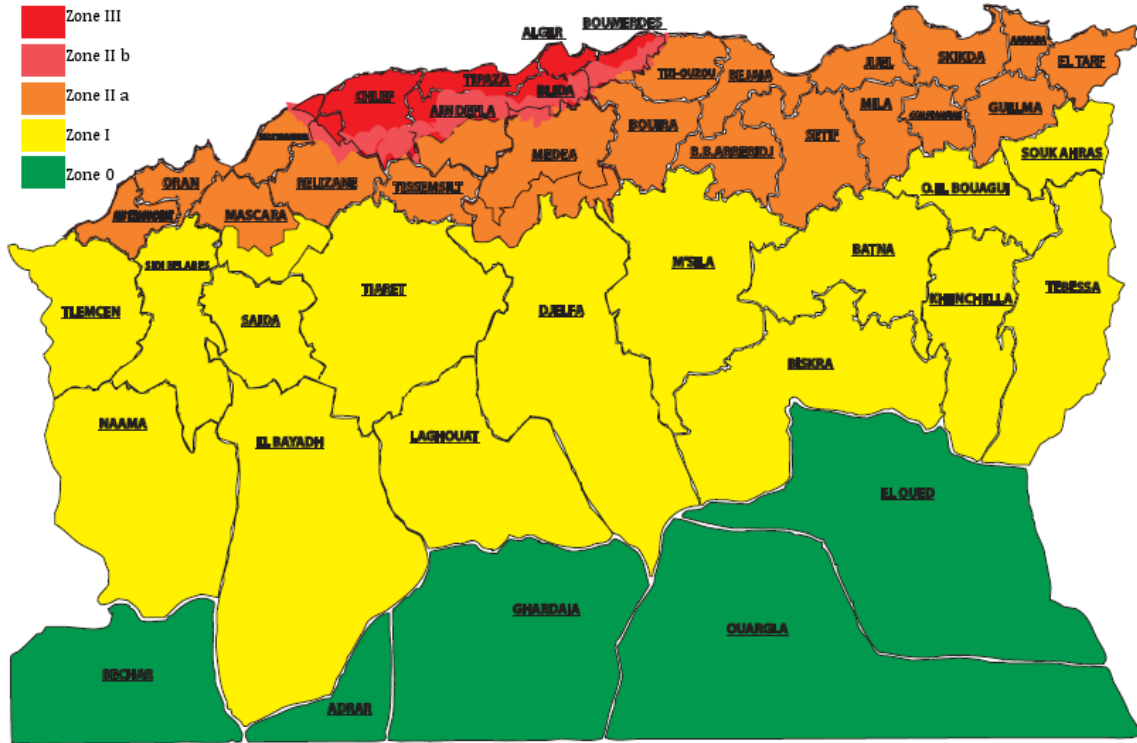 Zone III
Zone II b
Zone II a
Zone I
Zone 0
ALGER
BOUMERDES
TIPAZA
CHLEF
BLIDA
AIN DEFLA
TIZI-OUZOU
BEJAIA
JIJEL
SKIKDA
ANNABA
EL TARF
BOUIRA
SETIF
MILA
GUELMA
B.B.ARRERIDJ
MEDEA
ORAN
RELIZANE
TISSEMSILT
MASCARA
SOUK AHRAS
O.EL BOUAGUI
SIDI BELABES
TLEMCEN
SAIDA
TIARET
DJELFA
M'SILA
BATNA
KHENCHELLA
TEBESSA
BISKRA
NAAMA
EL BAYADH
LAGHOUAT
EL OUED
GHARDAIA
OUARGLA
BECHAR
ADRAR